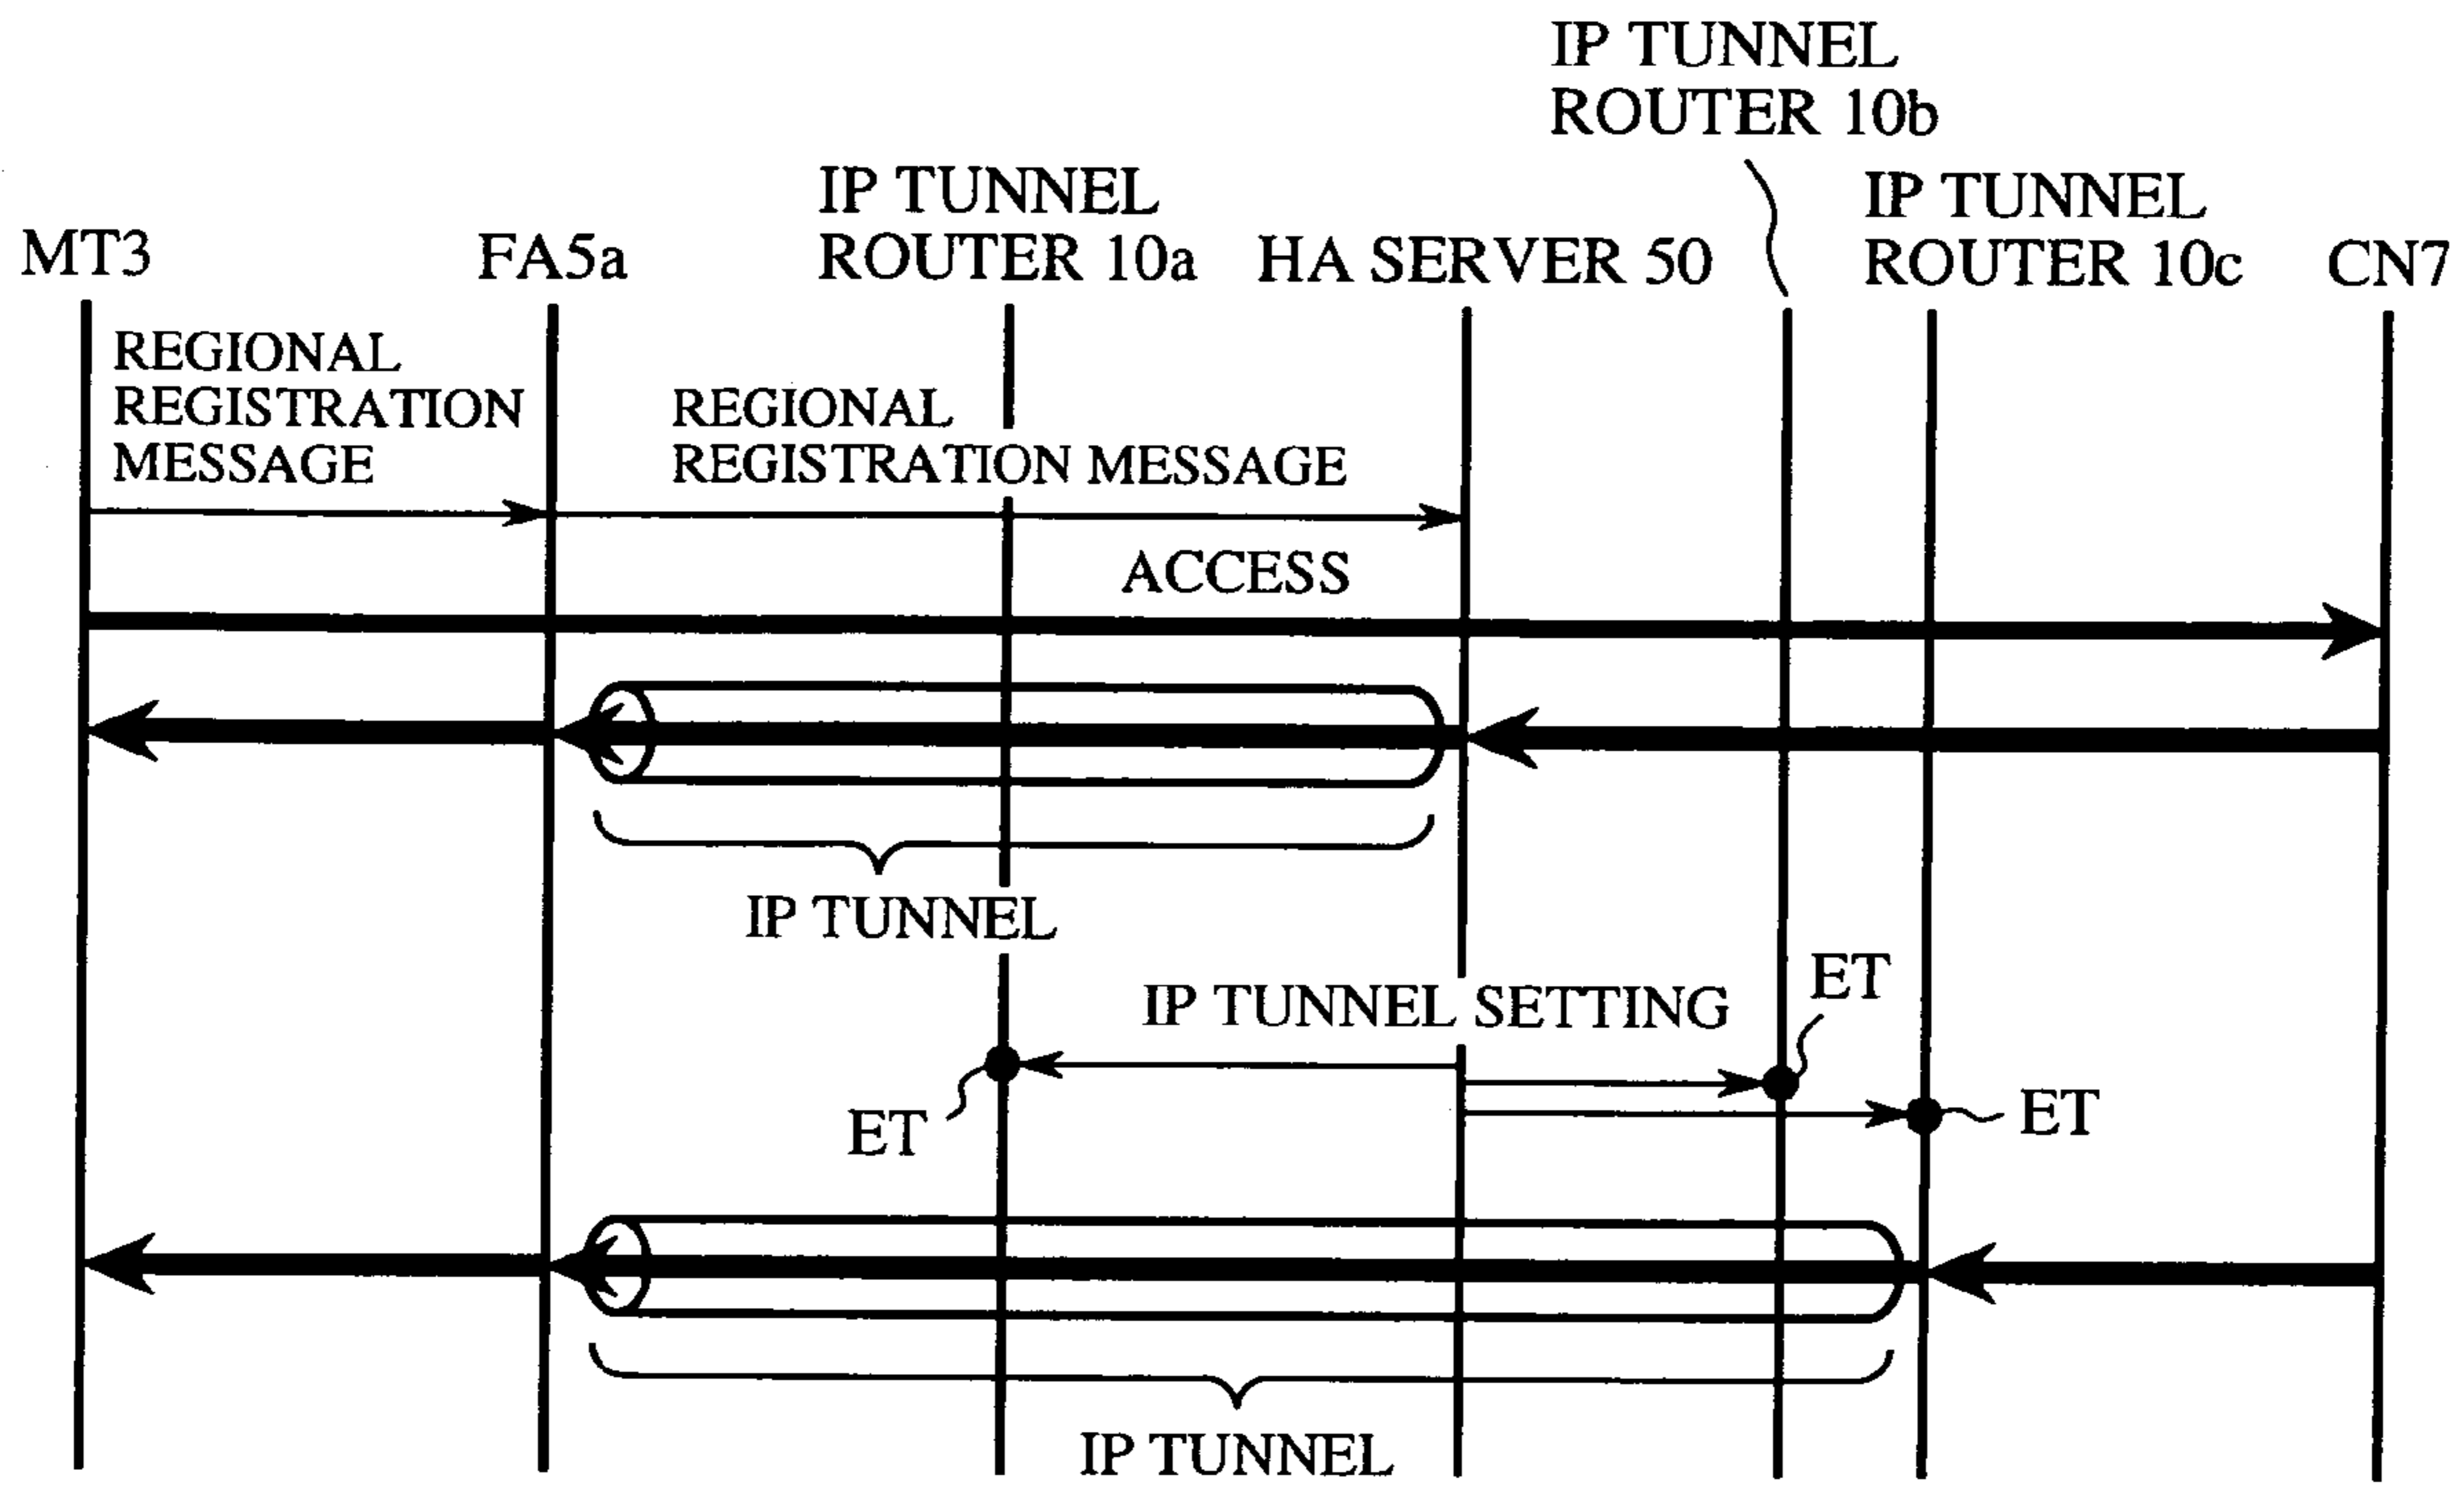 IP TUNNEL
ROUTER 10b
IP TUNNEL
ROUTER 10a
IP TUNNEL
ROUTER 10c
MT3
FA5a
HA SERVER 50
CN7
REGIONAL
REGISTRATION
MESSAGE
REGIONAL
REGISTRATION MESSAGE
ACCESS
IP TUNNEL
IP TUNNEL SETTING
ET
ET
ET
IP TUNNEL